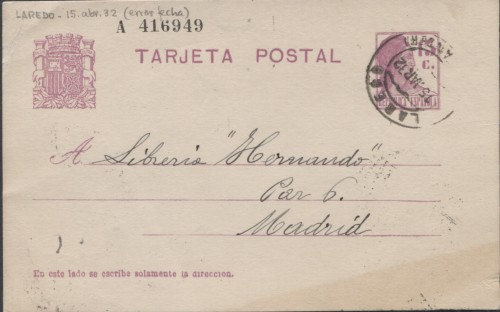 LAREDO - 15. abr. 32 (error fecha)
A 416949
TARJETA POSTAL
LAREDO
A Libreria "Hernando"
Par 6.
Madrid
En este lado se escribe solamente la dirección.